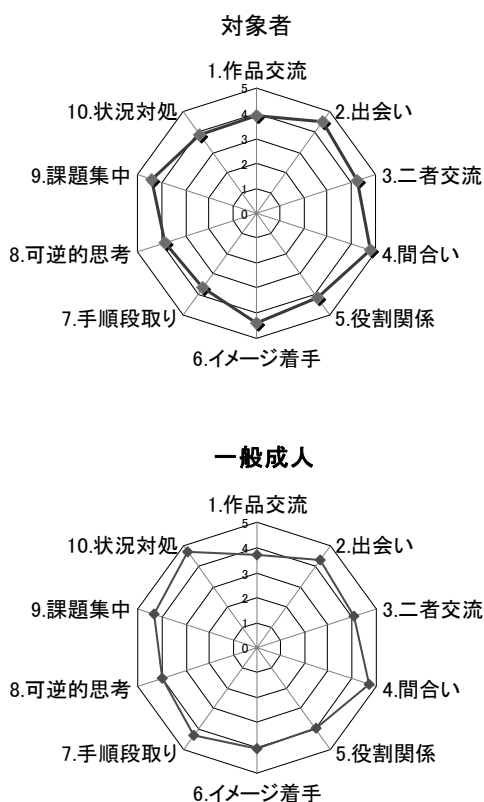 対象者
1.作品交流
2.出会い
3.二者交流
4.間合い
5.役割関係
6.イメージ着手
7.手順段取り
8.可逆的思考
9.課題集中
10.状況対処
5
4
3
2
1
0
一般成人
1.作品交流
2.出会い
3.二者交流
4.間合い
5.役割関係
6.イメージ着手
7.手順段取り
8.可逆的思考
9.課題集中
10.状況対処
5
4
3
2
1
0